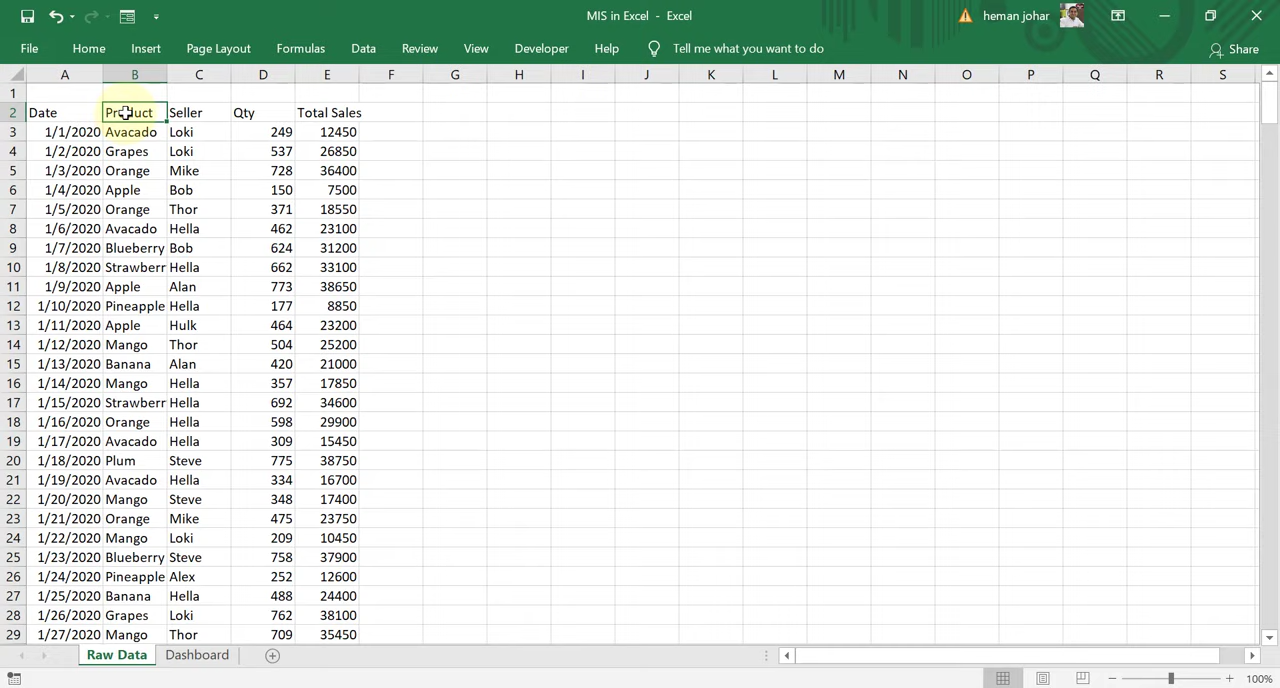 MIS in Excel - Excel
heman johar
File Home Insert Page Layout Formulas Data Review View Developer Help Tell me what you want to do Share
A B C D E F G H I J K L M N O P Q R S
1
2 Date Product Seller Qty Total Sales
3 1/1/2020 Avacado Loki 249 12450
4 1/2/2020 Grapes Loki 537 26850
5 1/3/2020 Orange Mike 728 36400
6 1/4/2020 Apple Bob 150 7500
7 1/5/2020 Orange Thor 371 18550
8 1/6/2020 Avacado Hella 462 23100
9 1/7/2020 Blueberry Bob 624 31200
10 1/8/2020 Strawberr Hella 662 33100
11 1/9/2020 Apple Alan 773 38650
12 1/10/2020 Pineapple Hella 177 8850
13 1/11/2020 Apple Hulk 464 23200
14 1/12/2020 Mango Thor 504 25200
15 1/13/2020 Banana Alan 420 21000
16 1/14/2020 Mango Hella 357 17850
17 1/15/2020 Strawberr Hella 692 34600
18 1/16/2020 Orange Hella 598 29900
19 1/17/2020 Avacado Hella 309 15450
20 1/18/2020 Plum Steve 775 38750
21 1/19/2020 Avacado Hella 334 16700
22 1/20/2020 Mango Steve 348 17400
23 1/21/2020 Orange Mike 475 23750
24 1/22/2020 Mango Loki 209 10450
25 1/23/2020 Blueberry Steve 758 37900
26 1/24/2020 Pineapple Alex 252 12600
27 1/25/2020 Banana Hella 488 24400
28 1/26/2020 Grapes Loki 762 38100
29 1/27/2020 Mango Thor 709 35450
Raw Data Dashboard
100%